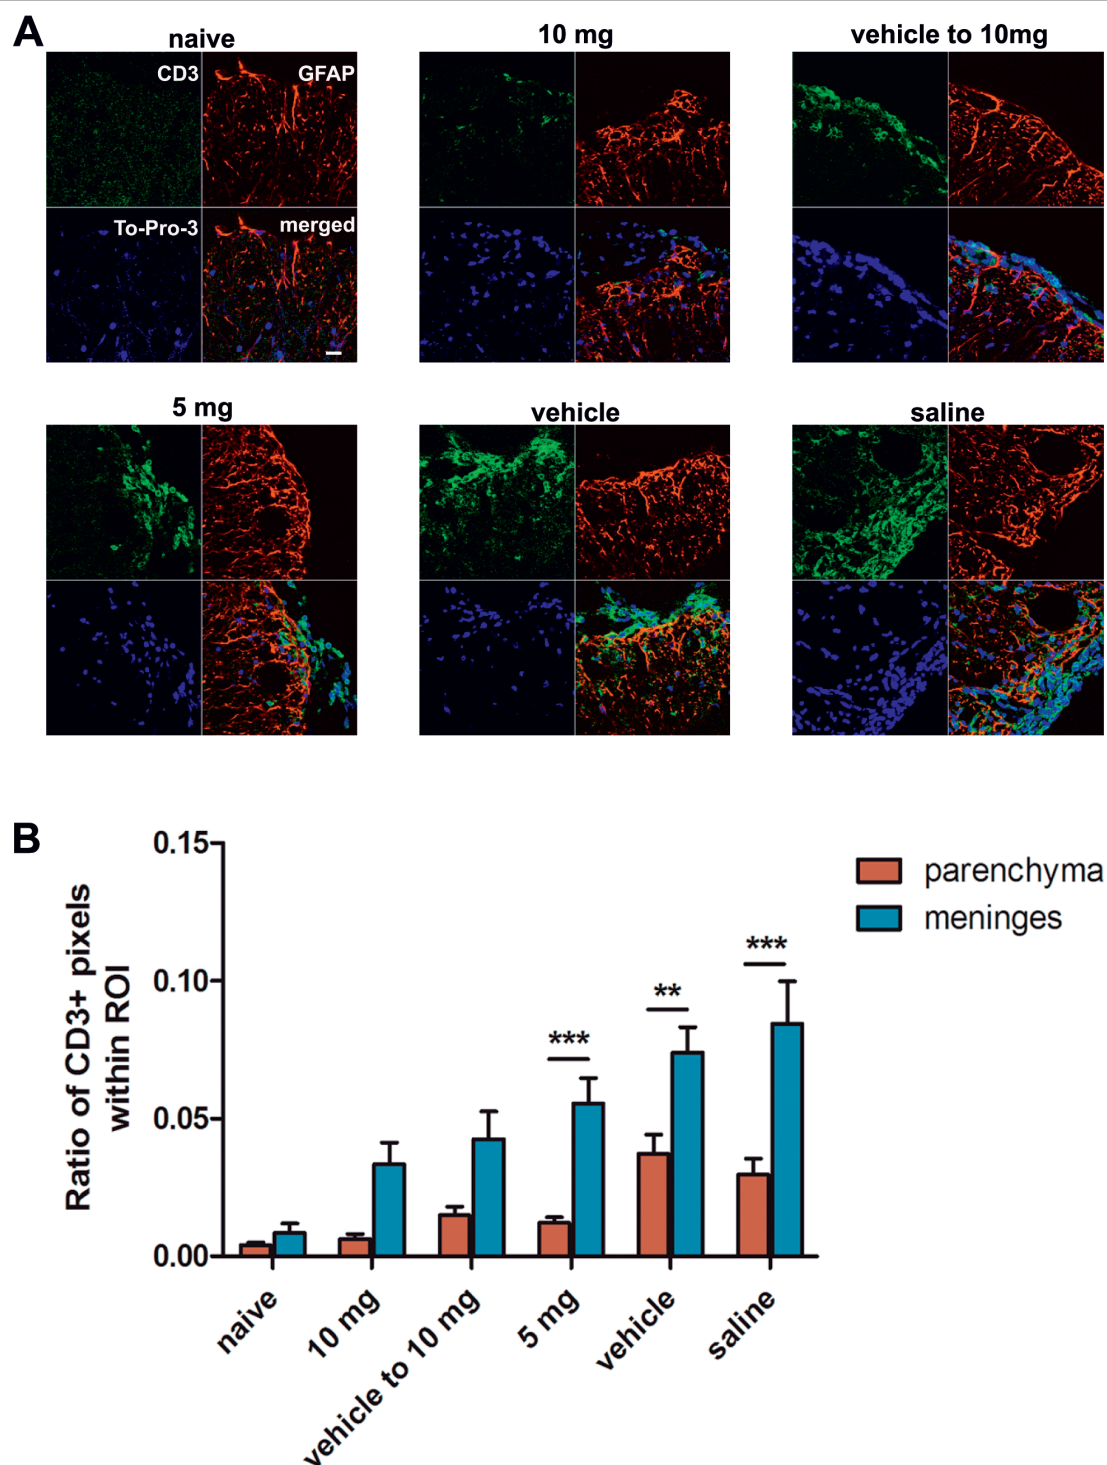 A
naive
10 mg
vehicle to 10mg
CD3
GFAP
To-Pro-3
merged
5 mg
vehicle
saline
B
Ratio of CD3+ pixels
within ROI
0.15
0.10
0.05
0.00
parenchyma
meninges
***
**
***
naive
10 mg
vehicle to 10 mg
5 mg
vehicle
saline